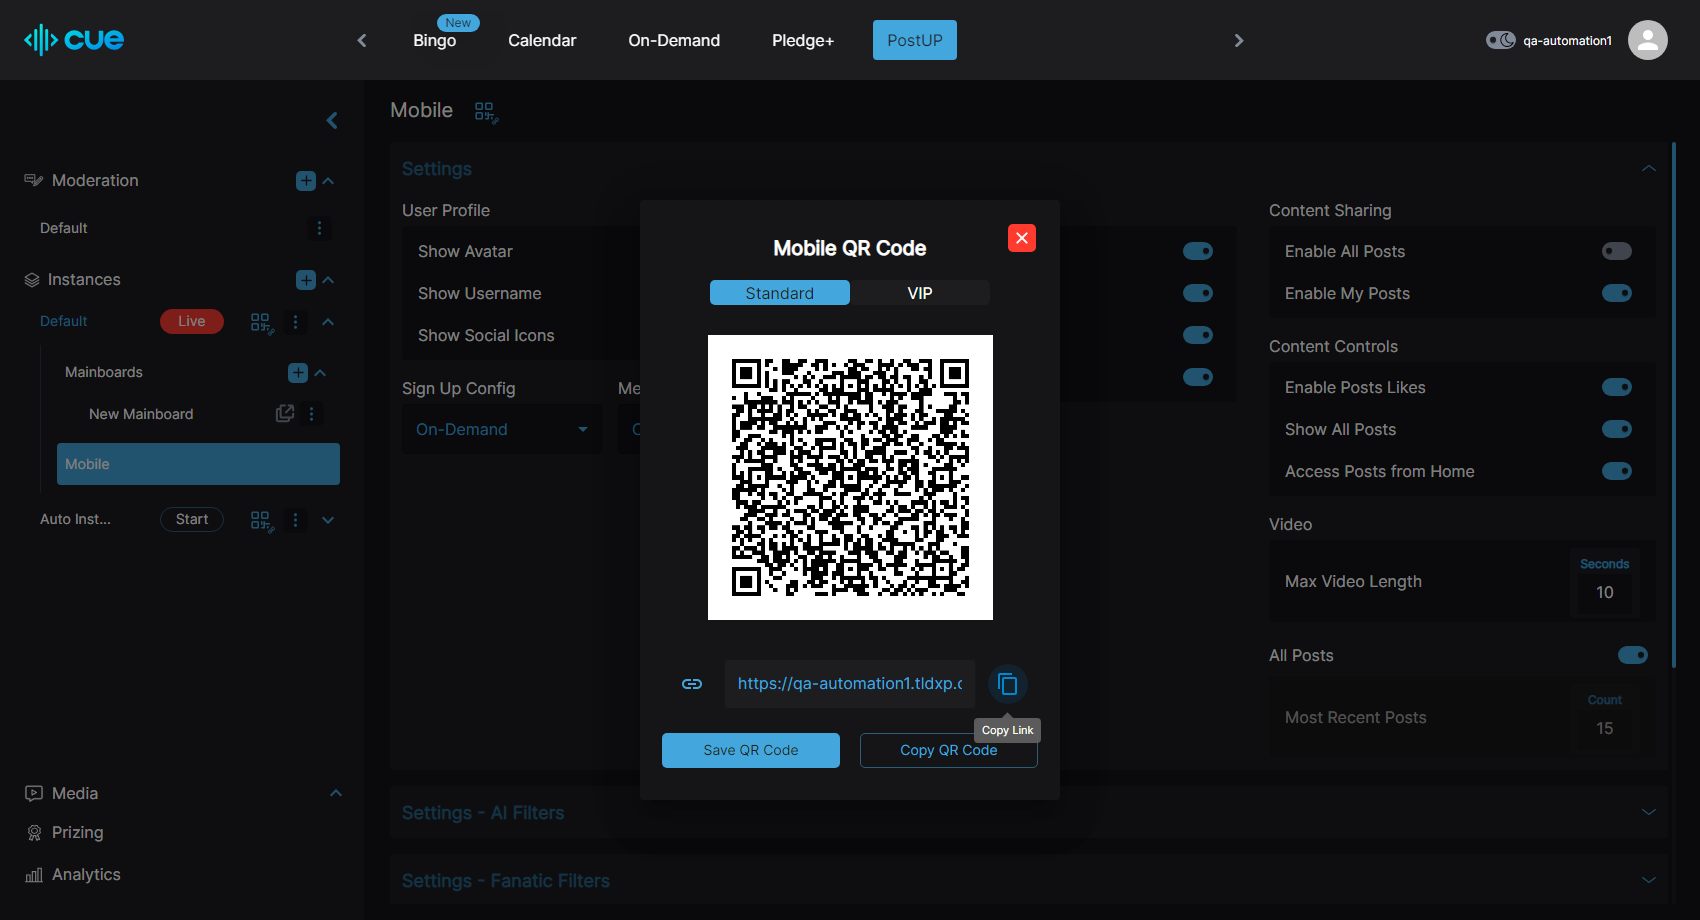 cue
New
Bingo
Calendar
On-Demand
Pledge+
PostUP
qa-automation1
Moderation
Default
Instances
Default
Live
Mainboards
New Mainboard
Mobile
Auto Inst...
Start
Media
Prizing
Analytics
Mobile
Settings
User Profile
Show Avatar
Show Username
Show Social Icons
Sign Up Config
On-Demand
Me
Mobile QR Code
Standard
VIP
https://qa-automation1.tldxp.c
Copy Link
Save QR Code
Copy QR Code
Content Sharing
Enable All Posts
Enable My Posts
Content Controls
Enable Posts Likes
Show All Posts
Access Posts from Home
Video
Max Video Length
Seconds
10
All Posts
Most Recent Posts
Count
15
Settings - AI Filters
Settings - Fanatic Filters